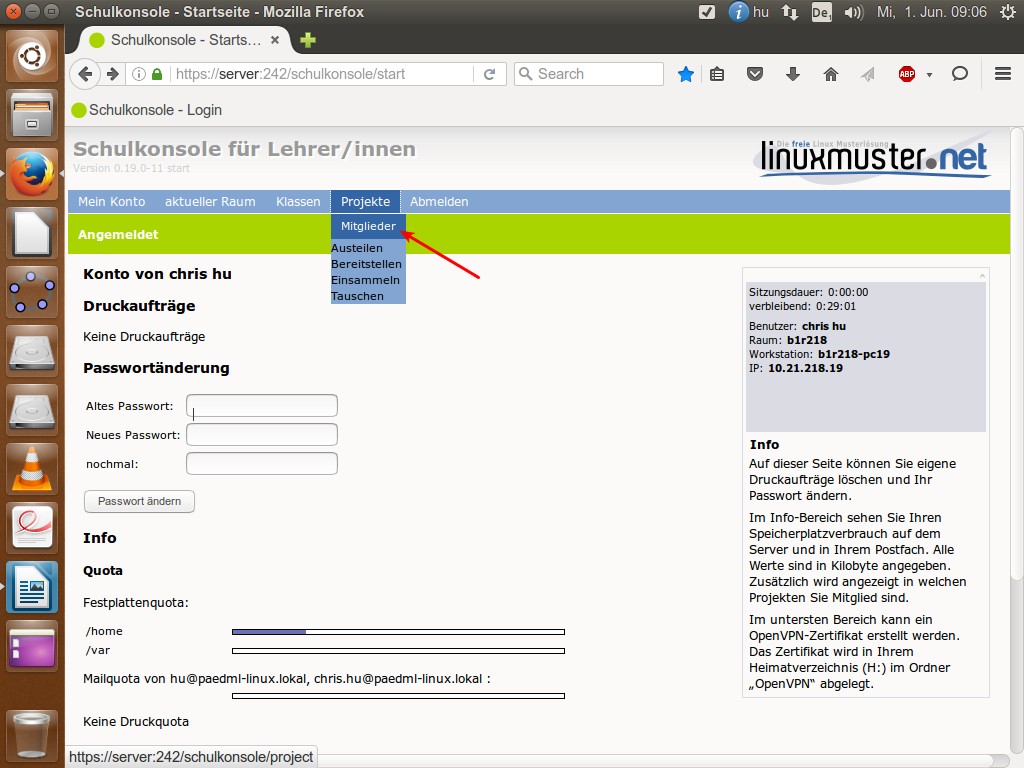 Schulkonsole - Startseite - Mozilla Firefox
hu
De1
Mi, 1. Jun. 09:06
Schulkonsole - Starts…
https://server:242/schulkonsole/start
Search
ABP
Schulkonsole - Login
Schulkonsole für Lehrer/innen
Version 0.19.0-11 start
Die freie Linux Musterlösung
linuxmuster.net
Mein Konto aktueller Raum Klassen Projekte Abmelden
Mitglieder
Austeilen
Bereitstellen
Einsammeln
Tauschen
Angemeldet
Konto von chris hu
Druckaufträge
Keine Druckaufträge
Passwortänderung
Altes Passwort:
Neues Passwort:
nochmal:
Passwort ändern
Info
Quota
Festplattenquota:
/home
/var
Mailquota von hu@paedml-linux.lokal, chris.hu@paedml-linux.lokal :
Keine Druckquota
Sitzungsdauer: 0:00:00
verbleibend: 0:29:01
Benutzer: chris hu
Raum: b1r218
Workstation: b1r218-pc19
IP: 10.21.218.19
Info
Auf dieser Seite können Sie eigene
Druckaufträge löschen und Ihr
Passwort ändern.
Im Info-Bereich sehen Sie Ihren
Speicherplatzverbrauch auf dem
Server und in Ihrem Postfach. Alle
Werte sind in Kilobyte angegeben.
Zusätzlich wird angezeigt in welchen
Projekten Sie Mitglied sind.
Im untersten Bereich kann ein
OpenVPN-Zertifikat erstellt werden.
Das Zertifikat wird in Ihrem
Heimatverzeichnis (H:) im Ordner
„OpenVPN“ abgelegt.
https://server:242/schulkonsole/project